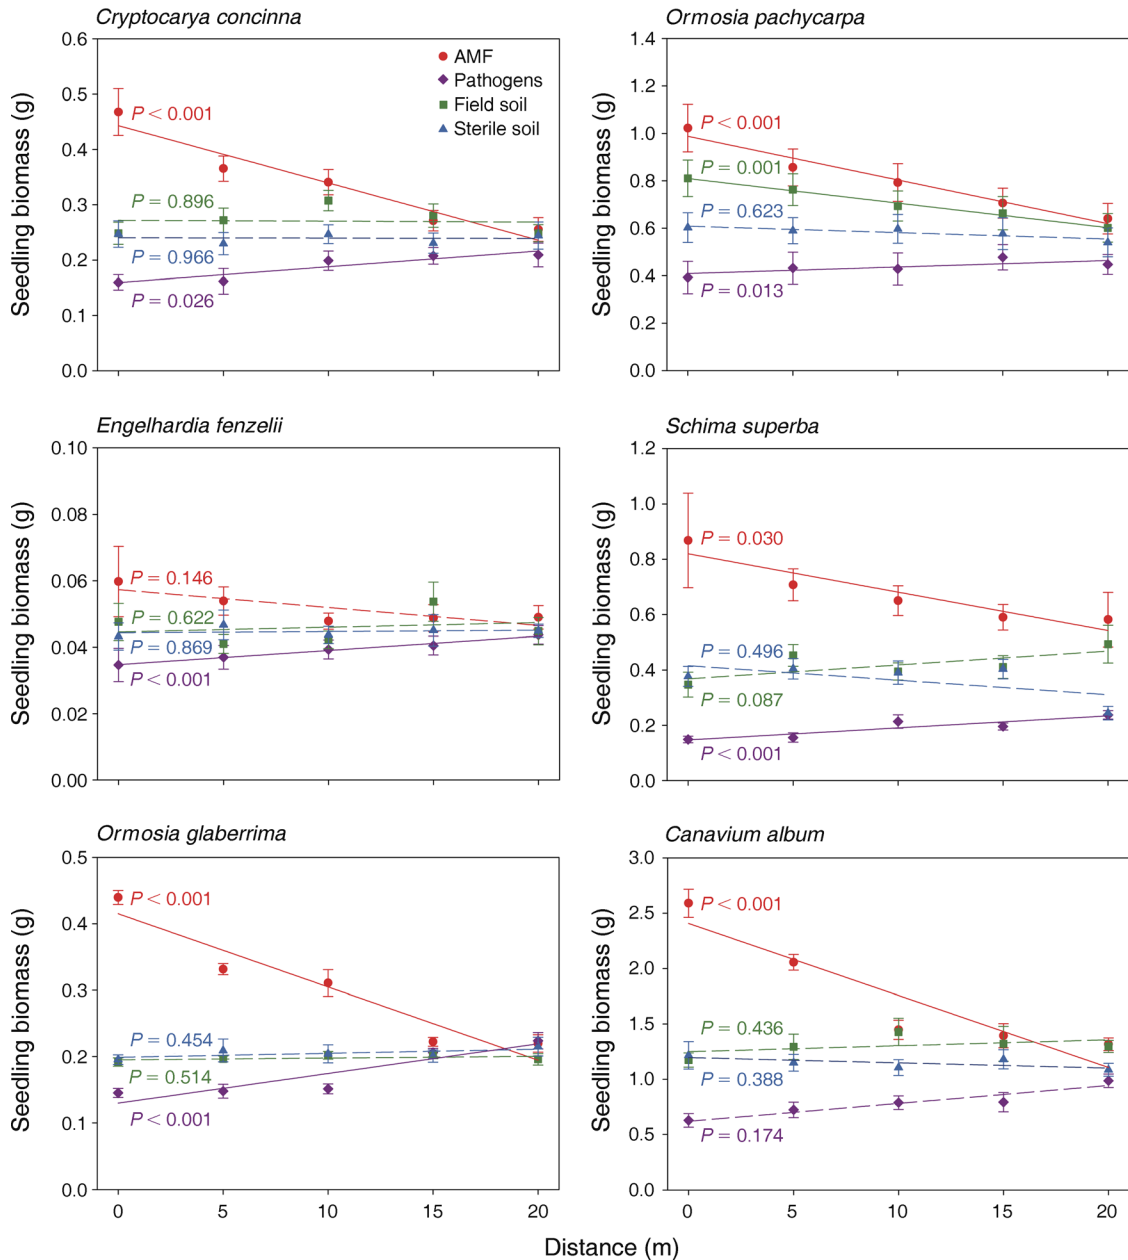 Cryptocarya concinna
Ormosia pachycarpa
Seedling biomass (g)
0.6
0.5
0.4
0.3
0.2
0.1
0.0
AMF
Pathogens
Field soil
Sterile soil
P < 0.001
P = 0.896
P = 0.966
P = 0.026
Seedling biomass (g)
1.4
1.2
1.0
0.8
0.6
0.4
0.2
0.0
P < 0.001
P = 0.001
P = 0.623
P = 0.013
Engelhardia fenzelii
Schima superba
Seedling biomass (g)
0.10
0.08
0.06
0.04
0.02
0.00
P = 0.146
P = 0.622
P = 0.869
P < 0.001
Seedling biomass (g)
1.2
1.0
0.8
0.6
0.4
0.2
0.0
P = 0.030
P = 0.496
P = 0.087
P < 0.001
Ormosia glaberrima
Canavium album
Seedling biomass (g)
0.5
0.4
0.3
0.2
0.1
0.0
P < 0.001
P = 0.454
P = 0.514
P < 0.001
0 5 10 15 20
Seedling biomass (g)
3.0
2.5
2.0
1.5
1.0
0.5
0.0
P < 0.001
P = 0.436
P = 0.388
P = 0.174
0 5 10 15 20
Distance (m)